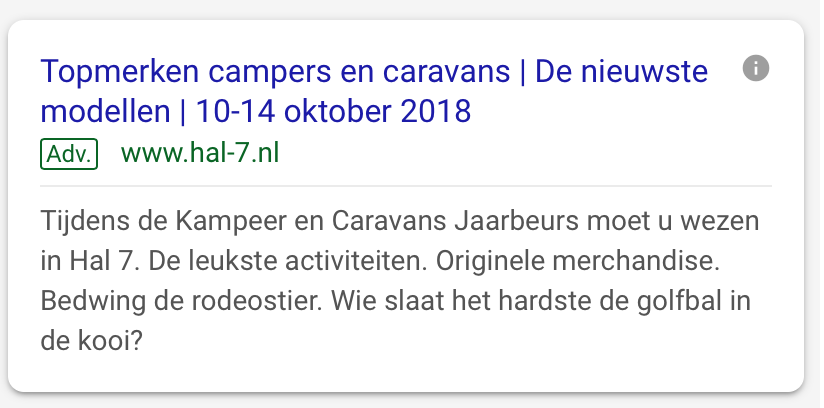 Topmerken campers en caravans | De nieuwste
modellen | 10-14 oktober 2018
Adv. www.hal-7.nl
Tijdens de Kampeer en Caravans Jaarbeurs moet u wezen
in Hal 7. De leukste activiteiten. Originele merchandise.
Bedwing de rodeostier. Wie slaat het hardste de golfbal in
de kooi?